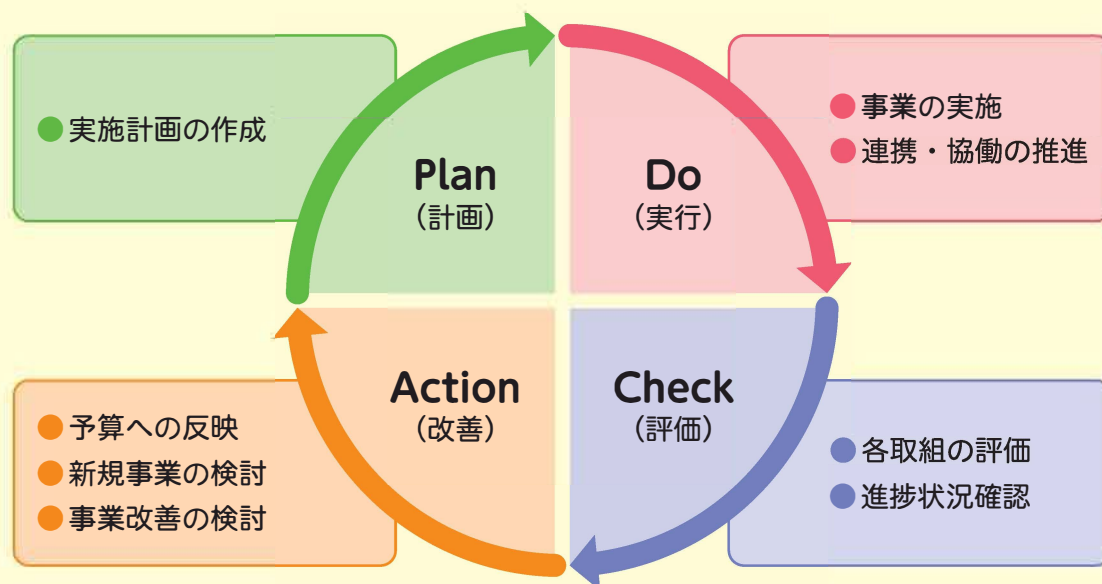 ● 実施計画の作成
Plan
（計画）
Do
（実行）
● 事業の実施
● 連携・協働の推進
Action
（改善）
● 予算への反映
● 新規事業の検討
● 事業改善の検討
Check
（評価）
● 各取組の評価
● 進捗状況確認